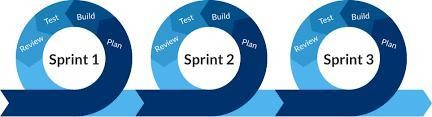 Test
Build
Review
Plan
Sprint 1
Test
Build
Review
Plan
Sprint 2
Test
Build
Review
Plan
Sprint 3